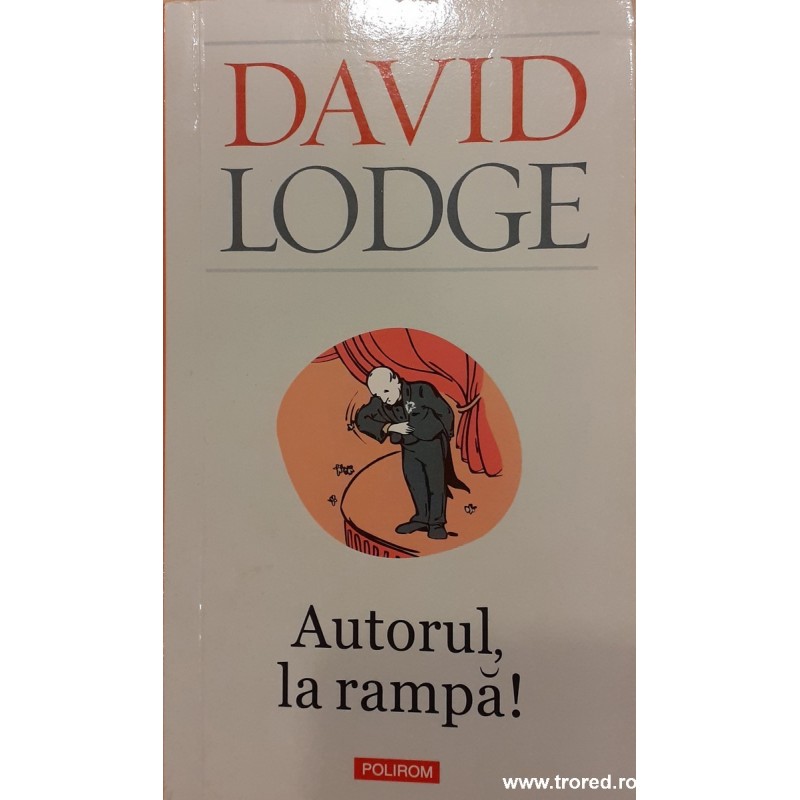 DAVID
LODGE
Autorul,
la rampă!
POLIROM
www.trored.ro